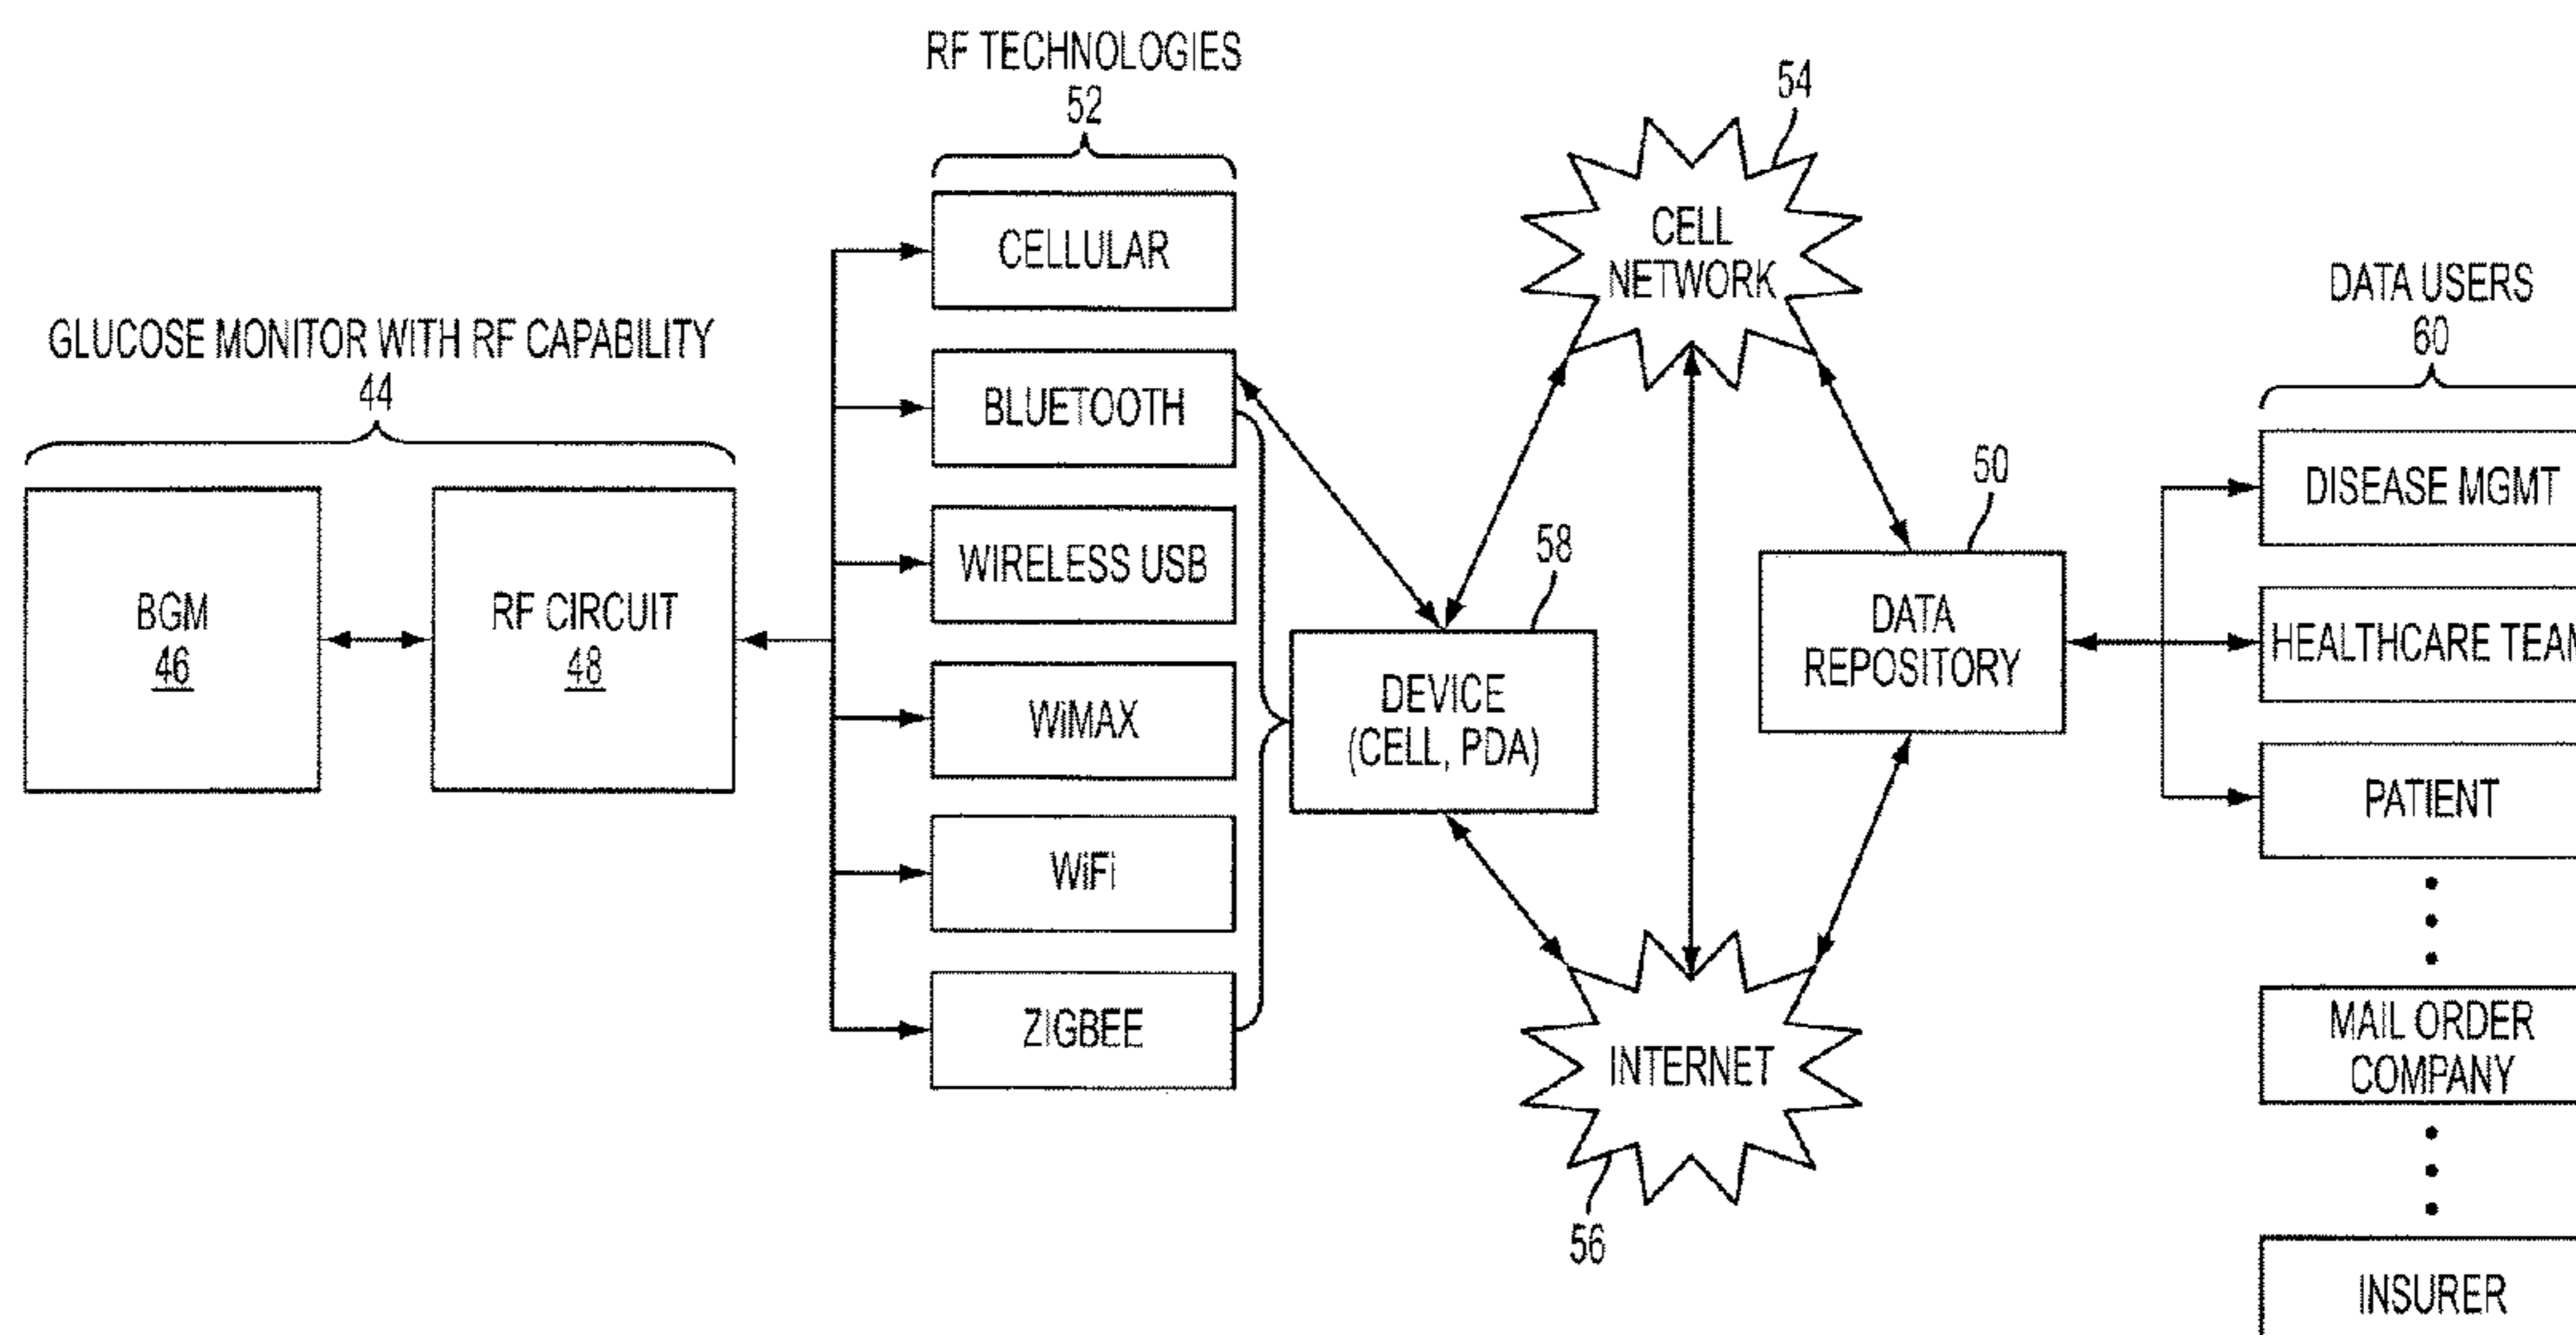 GLUCOSE MONITOR WITH RF CAPABILITY
44
BGM
46
RF CIRCUIT
48
RF TECHNOLOGIES
52
CELLULAR
BLUETOOTH
WIRELESS USB
WiMAX
WiFi
ZIGBEE
54
CELL
NETWORK
58
DEVICE
(CELL, PDA)
INTERNET
56
50
DATA
REPOSITORY
DATA USERS
60
DISEASE MGMT
HEALTHCARE TEAM
PATIENT
MAIL ORDER
COMPANY
INSURER